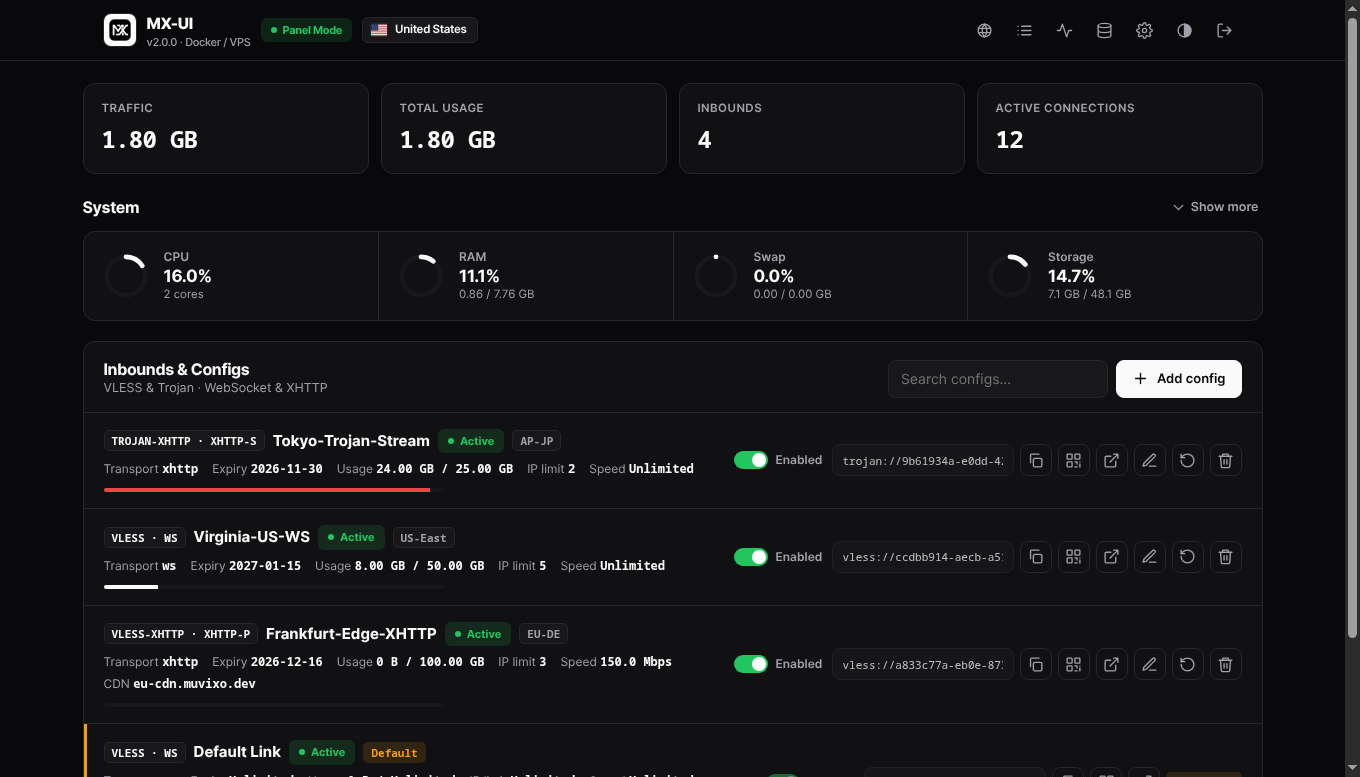 MX-UI
v2.0.0 · Docker / VPS
Panel Mode
United States
TRAFFIC
1.80 GB
TOTAL USAGE
1.80 GB
INBOUNDS
4
ACTIVE CONNECTIONS
12
System
Show more
CPU
16.0%
2 cores
RAM
11.1%
0.86 / 7.76 GB
Swap
0.0%
0.00 / 0.00 GB
Storage
14.7%
7.1 GB / 48.1 GB
Inbounds & Configs
VLESS & Trojan · WebSocket & XHTTP
Search configs...
Add config
TROJAN-XHTTP · XHTTP-S Tokyo-Trojan-Stream Active AP-JP
Transport xhttp Expiry 2026-11-30 Usage 24.00 GB / 25.00 GB IP limit 2 Speed Unlimited
Enabled trojan://9b61934a-e0dd-42
VLESS · WS Virginia-US-WS Active US-East
Transport ws Expiry 2027-01-15 Usage 8.00 GB / 50.00 GB IP limit 5 Speed Unlimited
Enabled vless://ccdbb914-aecb-a5
VLESS-XHTTP · XHTTP-P Frankfurt-Edge-XHTTP Active EU-DE
Transport xhttp Expiry 2026-12-16 Usage 0 B / 100.00 GB IP limit 3 Speed 150.0 Mbps
CDN eu-cdn.muvixo.dev
Enabled vless://a833c77a-eb0e-87
VLESS · WS Default Link Active Default